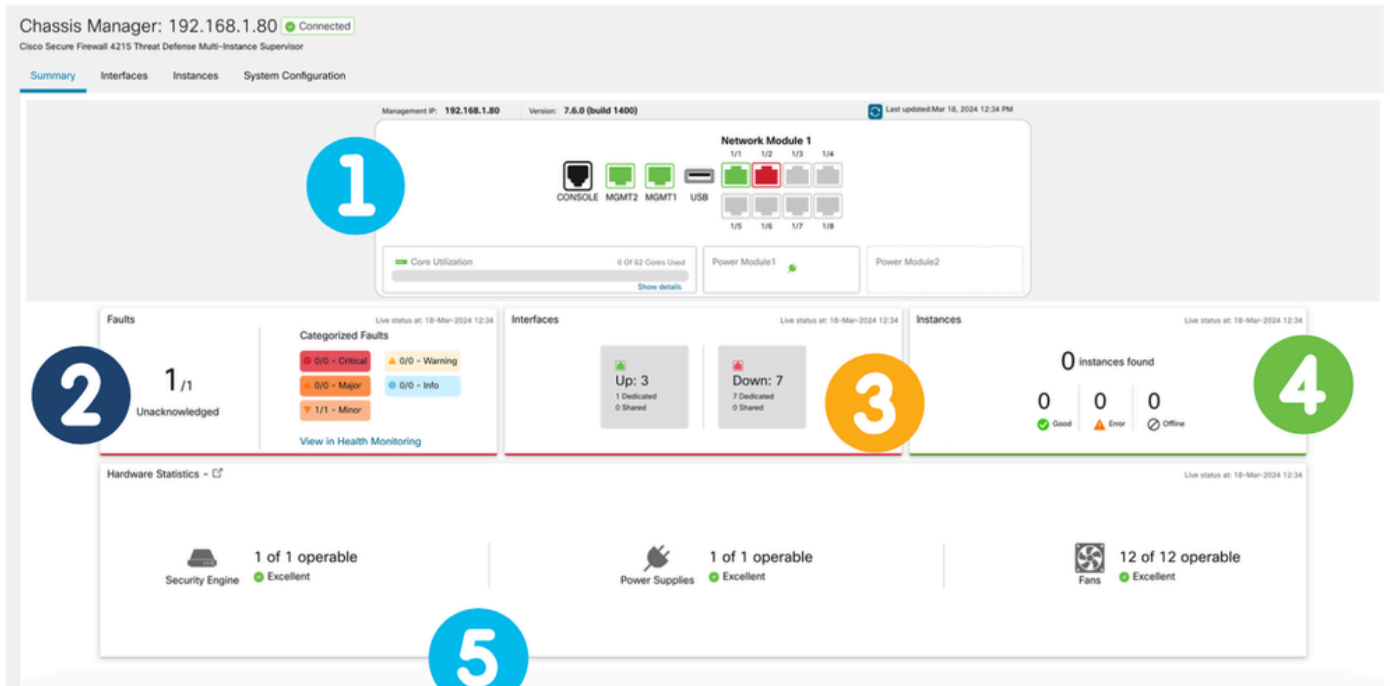 Chassis Manager: 192.168.1.80 Connected
Cisco Secure Firewall 4215 Threat Defense Multi-Instance Supervisor
Summary Interfaces Instances System Configuration
Management IP: 192.168.1.80 Version: 7.6.0 (build 1400) Last updated:Mar 18, 2024 12:34 PM
1
Network Module 1
1/1 1/2 1/3 1/4
CONSOLE MGMT2 MGMT1 USB
1/5 1/6 1/7 1/8
Core Utilization 0 Of 62 Cores Used
Show details
Power Module1
Power Module2
Faults Live status at: 18-Mar-2024 12:34
2
1/1
Unacknowledged
Categorized Faults
0/0 - Critical 0/0 - Warning
0/0 - Major 0/0 - Info
1/1 - Minor
View in Health Monitoring
Interfaces Live status at: 18-Mar-2024 12:34
Up: 3
1 Dedicated
0 Shared
Down: 7
7 Dedicated
0 Shared
3
Instances Live status at: 18-Mar-2024 12:34
0 instances found
0 0 0
Good Error Offline
4
Hardware Statistics - Live status at: 18-Mar-2024 12:34
Security Engine
1 of 1 operable
Excellent
Power Supplies
1 of 1 operable
Excellent
Fans
12 of 12 operable
Excellent
5